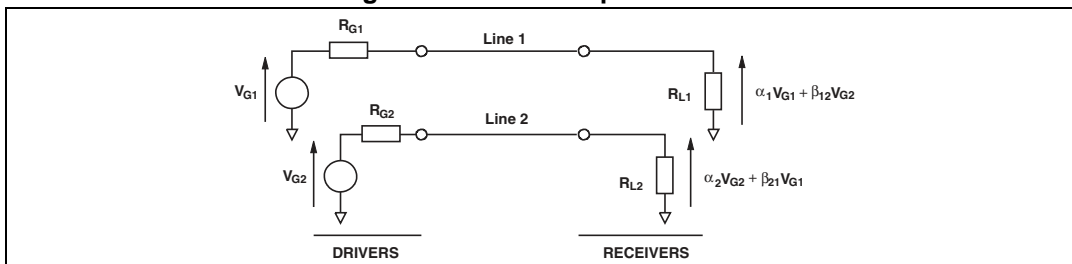 R_G1
Line 1
V_G1
R_L1
α₁V_G1 + β₁₂V_G2
R_G2
Line 2
V_G2
R_L2
α₂V_G2 + β₂₁V_G1
DRIVERS
RECEIVERS